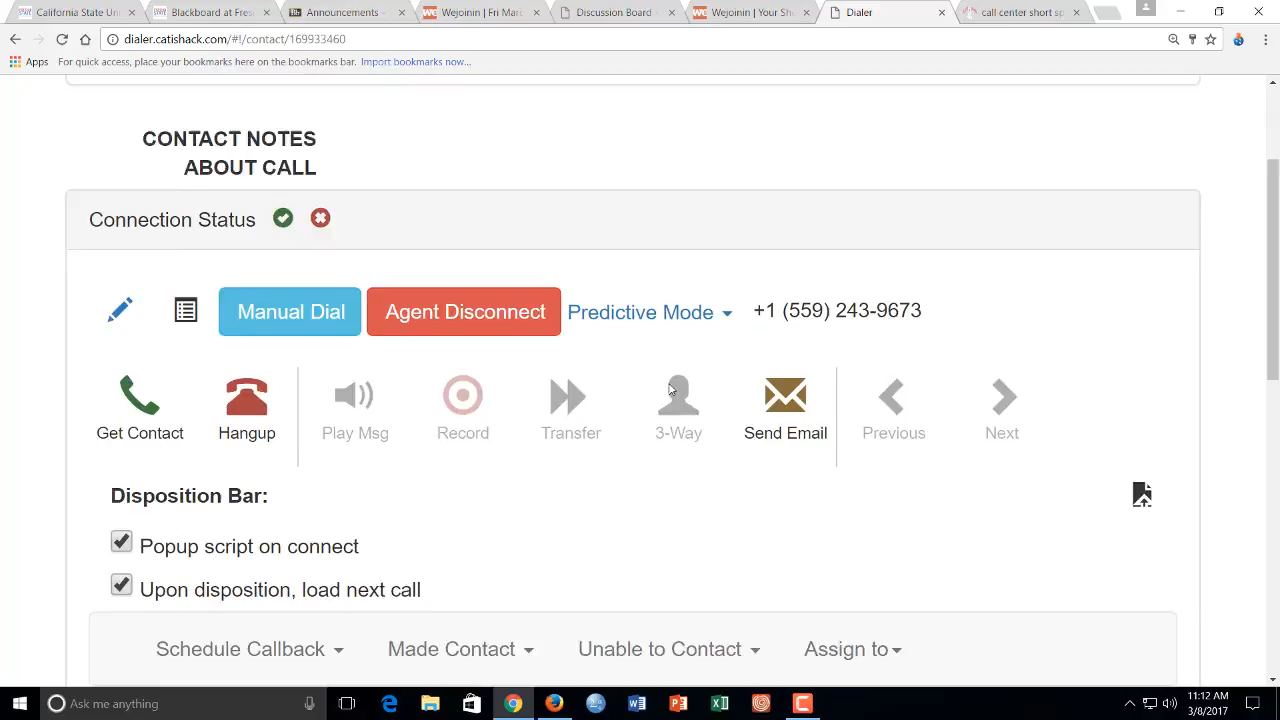 California State Uni
Blackboard at Fres
Announcements –
Wejoinin | Fri Mar
Discussion Board –
Wejoinin | Your Sh
Dialer
call center short sp
dialer.catishack.com/#!/contact/169933460
Apps For quick access, place your bookmarks here on the bookmarks bar. Import bookmarks now...
CONTACT NOTES
ABOUT CALL
Connection Status
Manual Dial Agent Disconnect Predictive Mode +1 (559) 243-9673
Get Contact Hangup Play Msg Record Transfer 3-Way Send Email Previous Next
Disposition Bar:
Popup script on connect
Upon disposition, load next call
Schedule Callback Made Contact Unable to Contact Assign to
Ask me anything
11:12 AM
3/8/2017